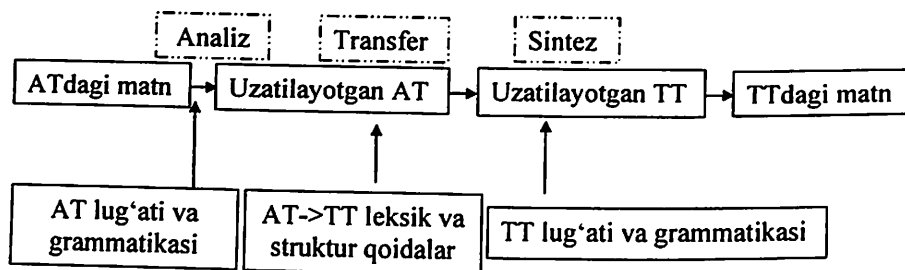 Analiz
Transfer
Sintez
ATdagi matn
Uzatilayotgan AT
Uzatilayotgan TT
TTdagi matn
AT lug‘ati va
grammatikasi
AT->TT leksik va
struktur qoidalar
TT lug‘ati va grammatikasi